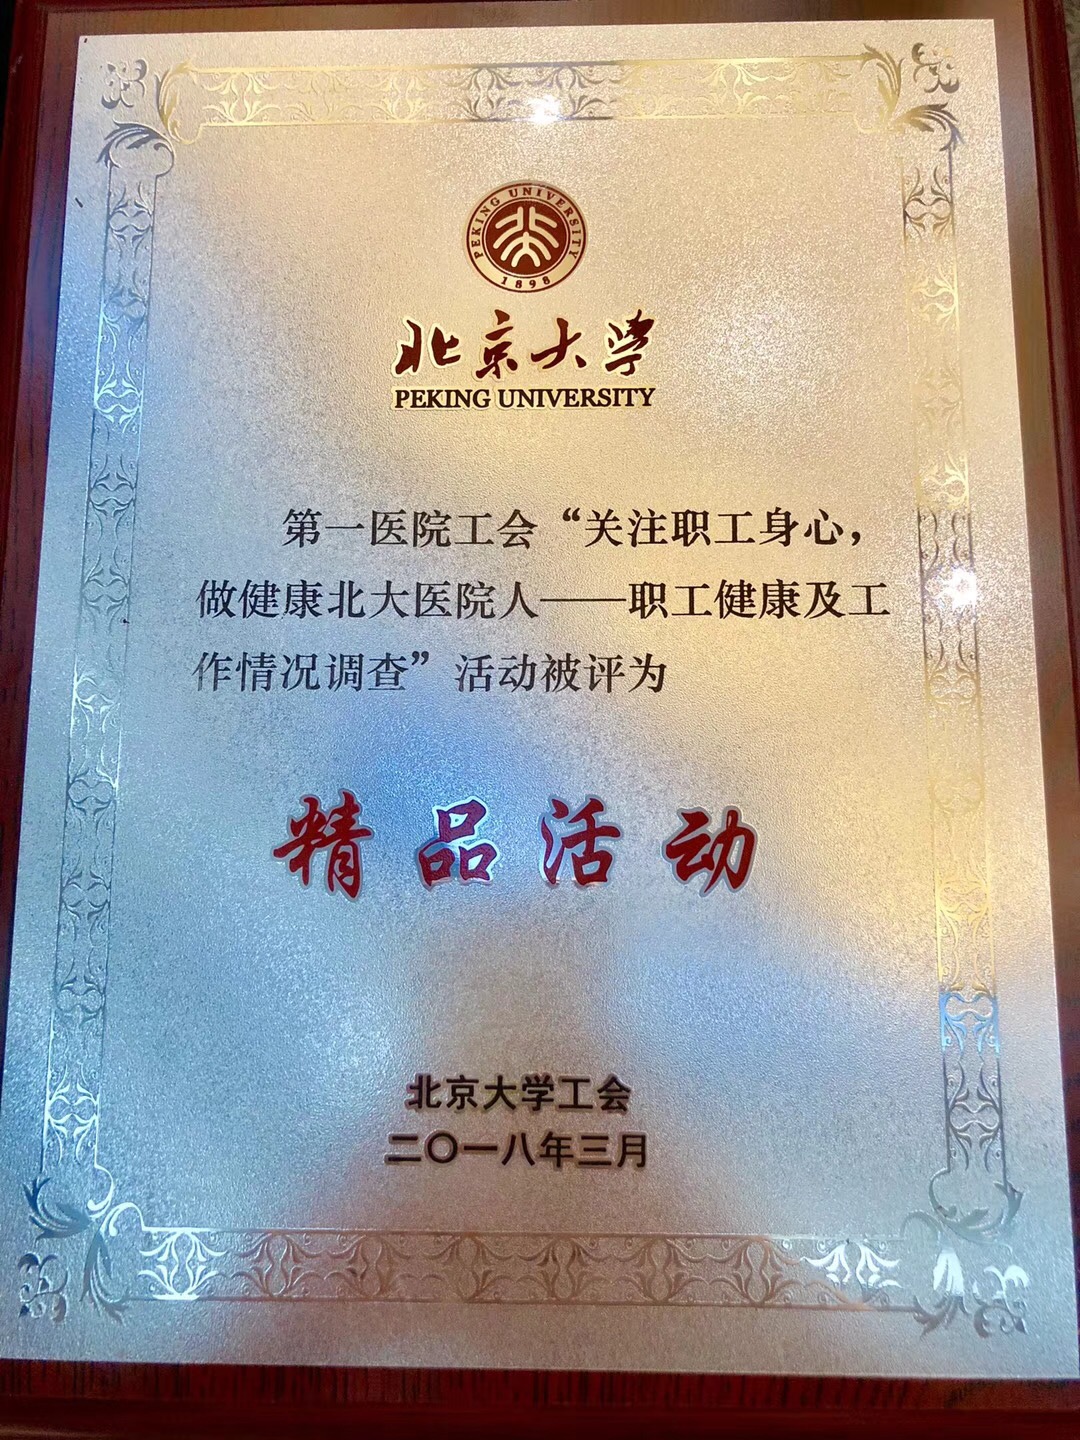 PEKING UNIVERSITY
1898
北京大学
PEKING UNIVERSITY
第一医院工会“关注职工身心，
做健康北大医院人——职工健康及工
作情况调查”活动被评为
精品活动
北京大学工会
二〇一八年三月